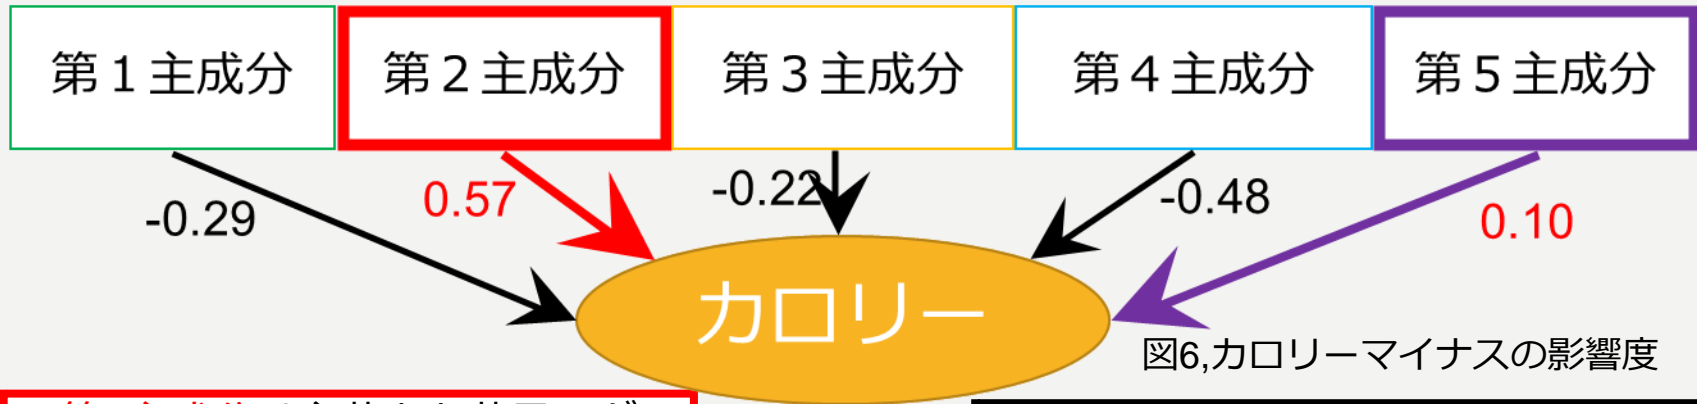 第１主成分
第２主成分
第３主成分
第４主成分
第５主成分
-0.29
0.57
-0.22
-0.48
0.10
カロリー
図6,カロリーマイナスの影響度